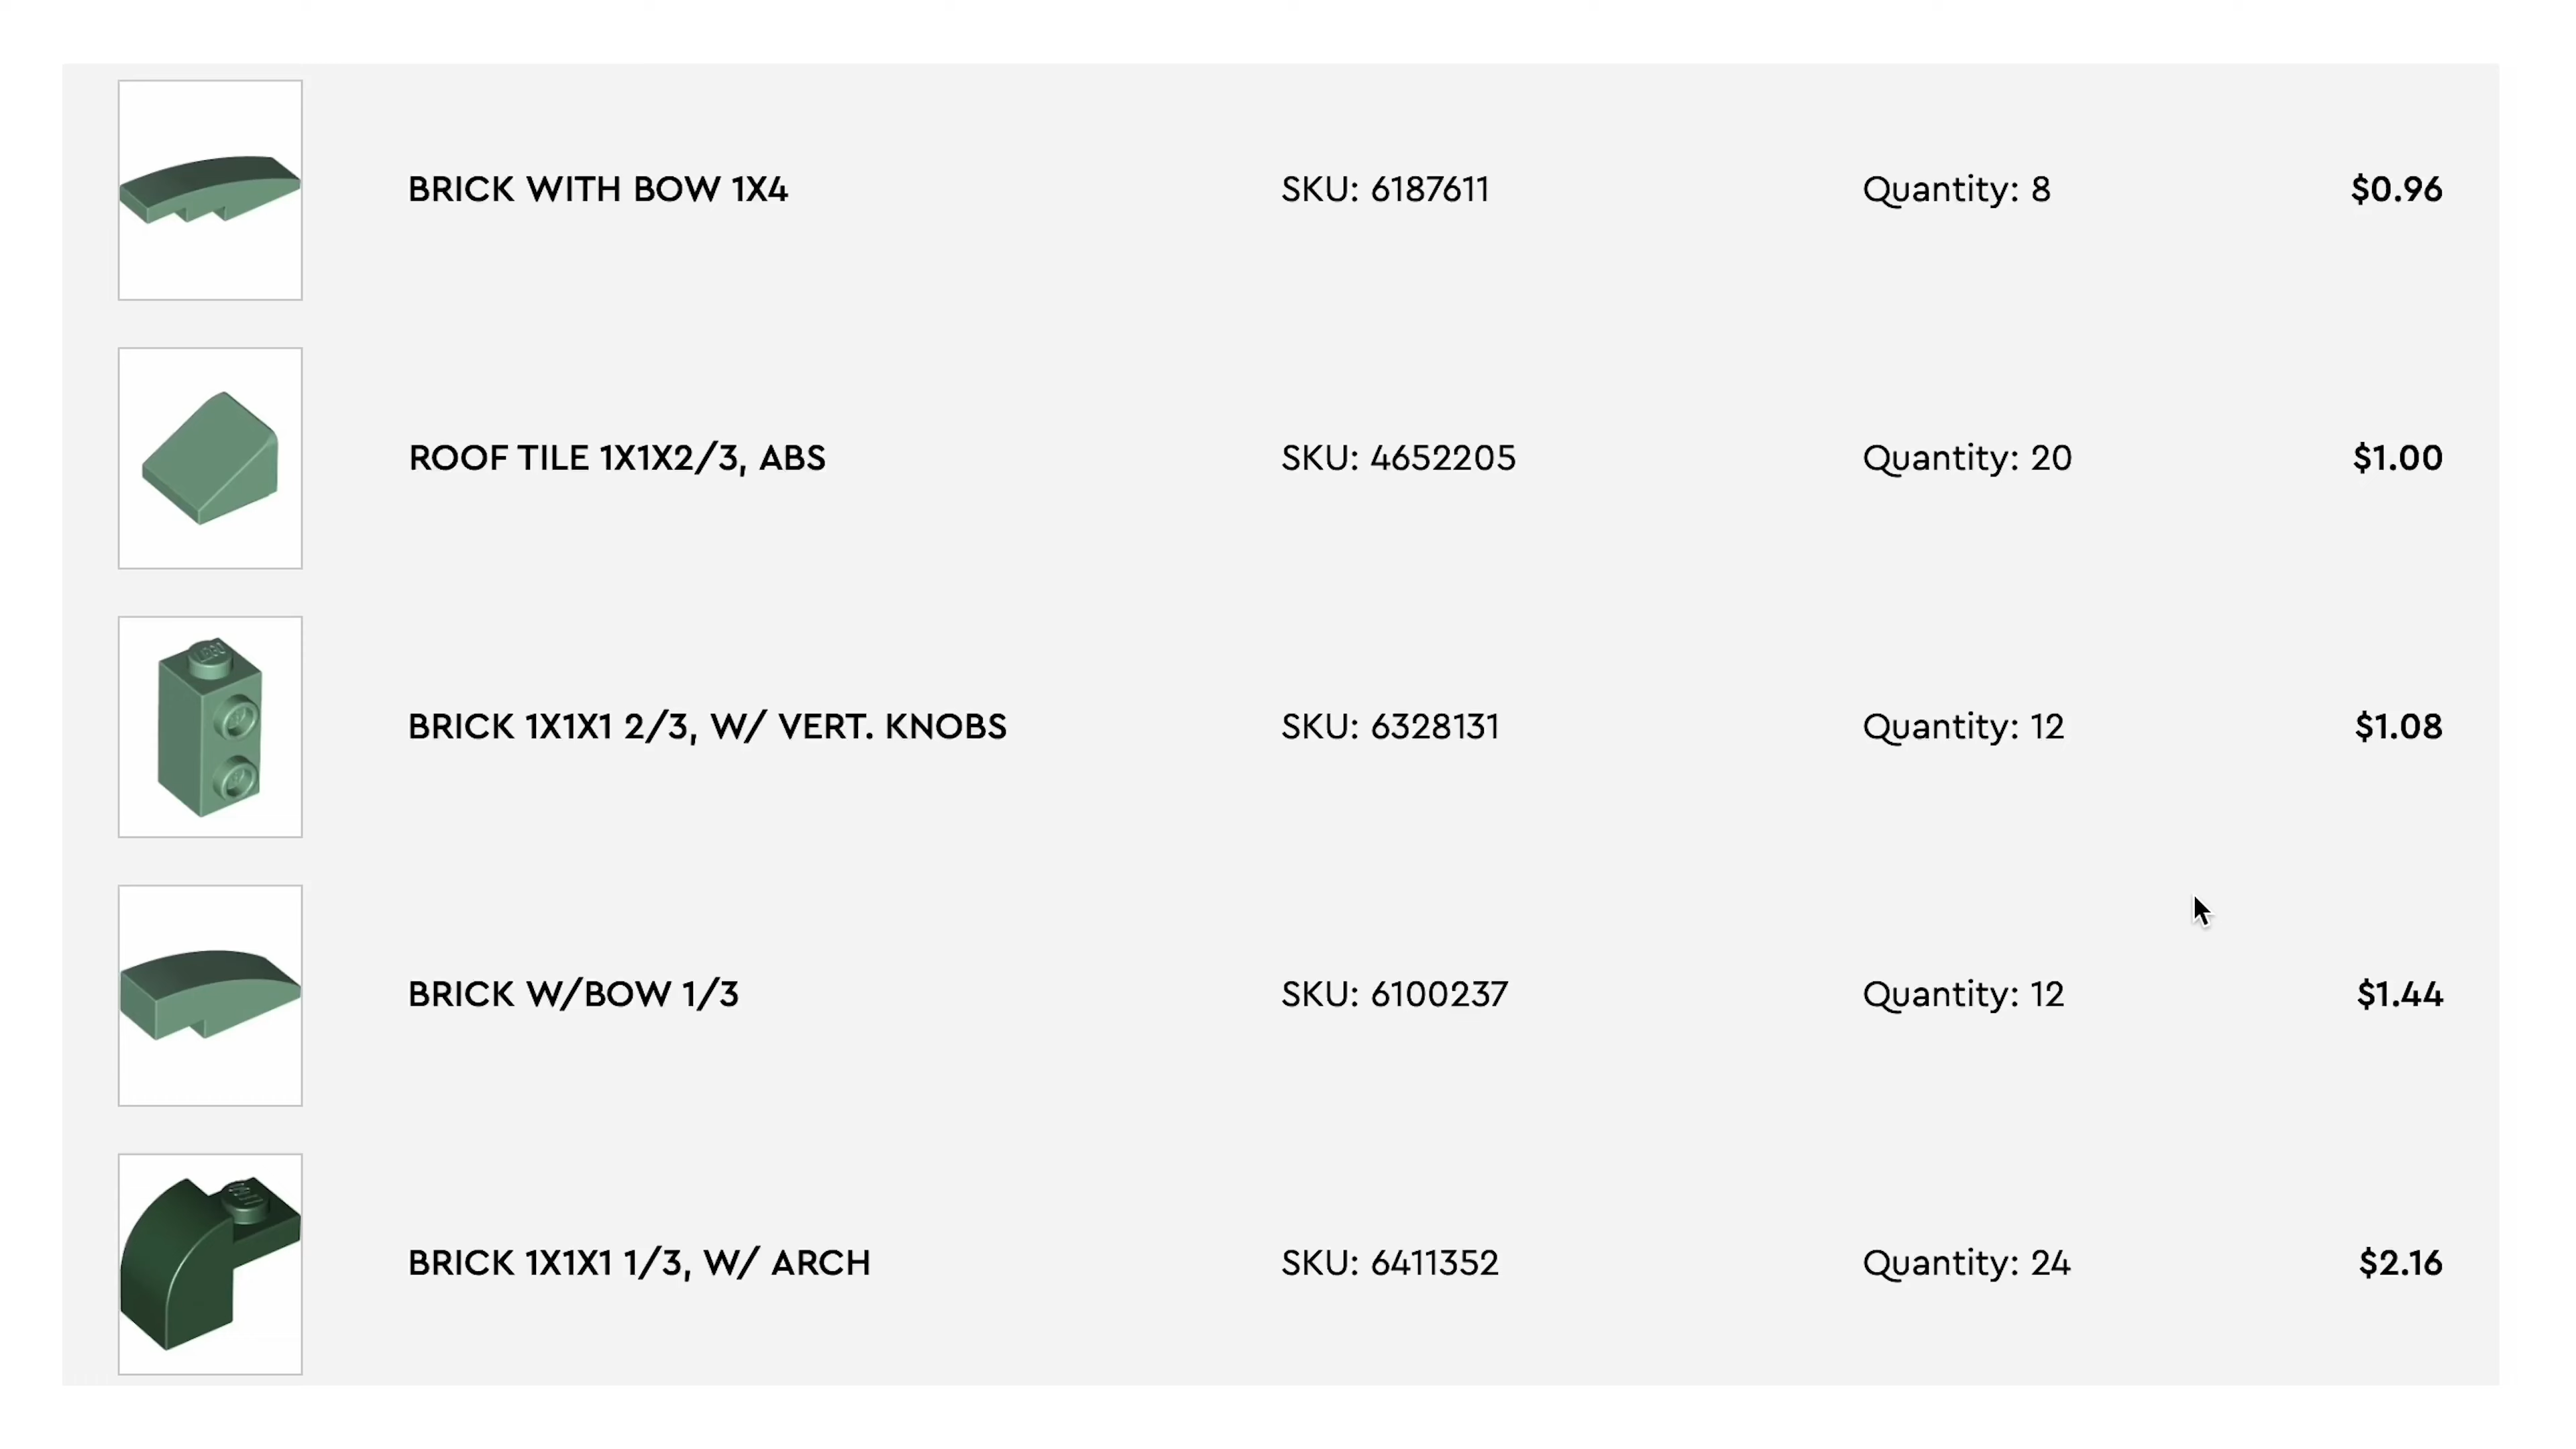 BRICK WITH BOW 1X4 SKU: 6187611 Quantity: 8 $0.96
ROOF TILE 1X1X2/3, ABS SKU: 4652205 Quantity: 20 $1.00
BRICK 1X1X1 2/3, W/ VERT. KNOBS SKU: 6328131 Quantity: 12 $1.08
BRICK W/BOW 1/3 SKU: 6100237 Quantity: 12 $1.44
BRICK 1X1X1 1/3, W/ ARCH SKU: 6411352 Quantity: 24 $2.16